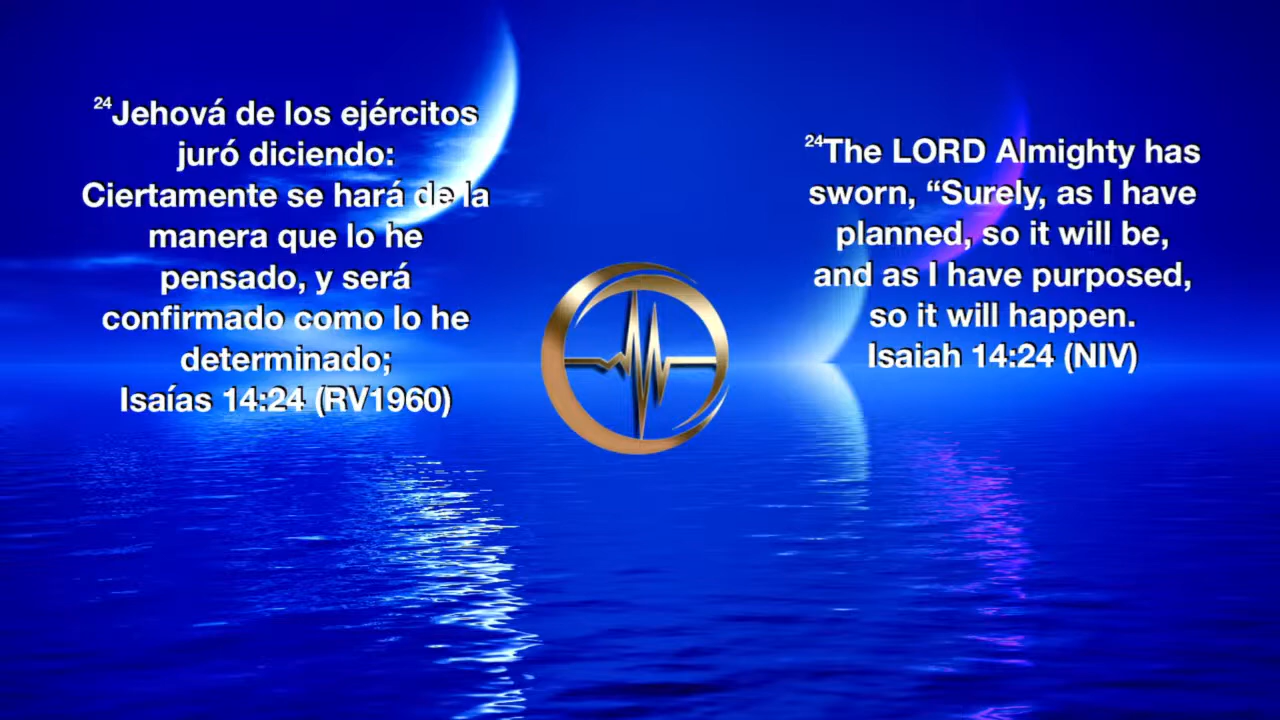 24Jehová de los ejércitos
juró diciendo:
Ciertamente se hará de la
manera que lo he
pensado, y será
confirmado como lo he
determinado;
Isaías 14:24 (RV1960)
24The LORD Almighty has
sworn, “Surely, as I have
planned, so it will be,
and as I have purposed,
so it will happen.
Isaiah 14:24 (NIV)